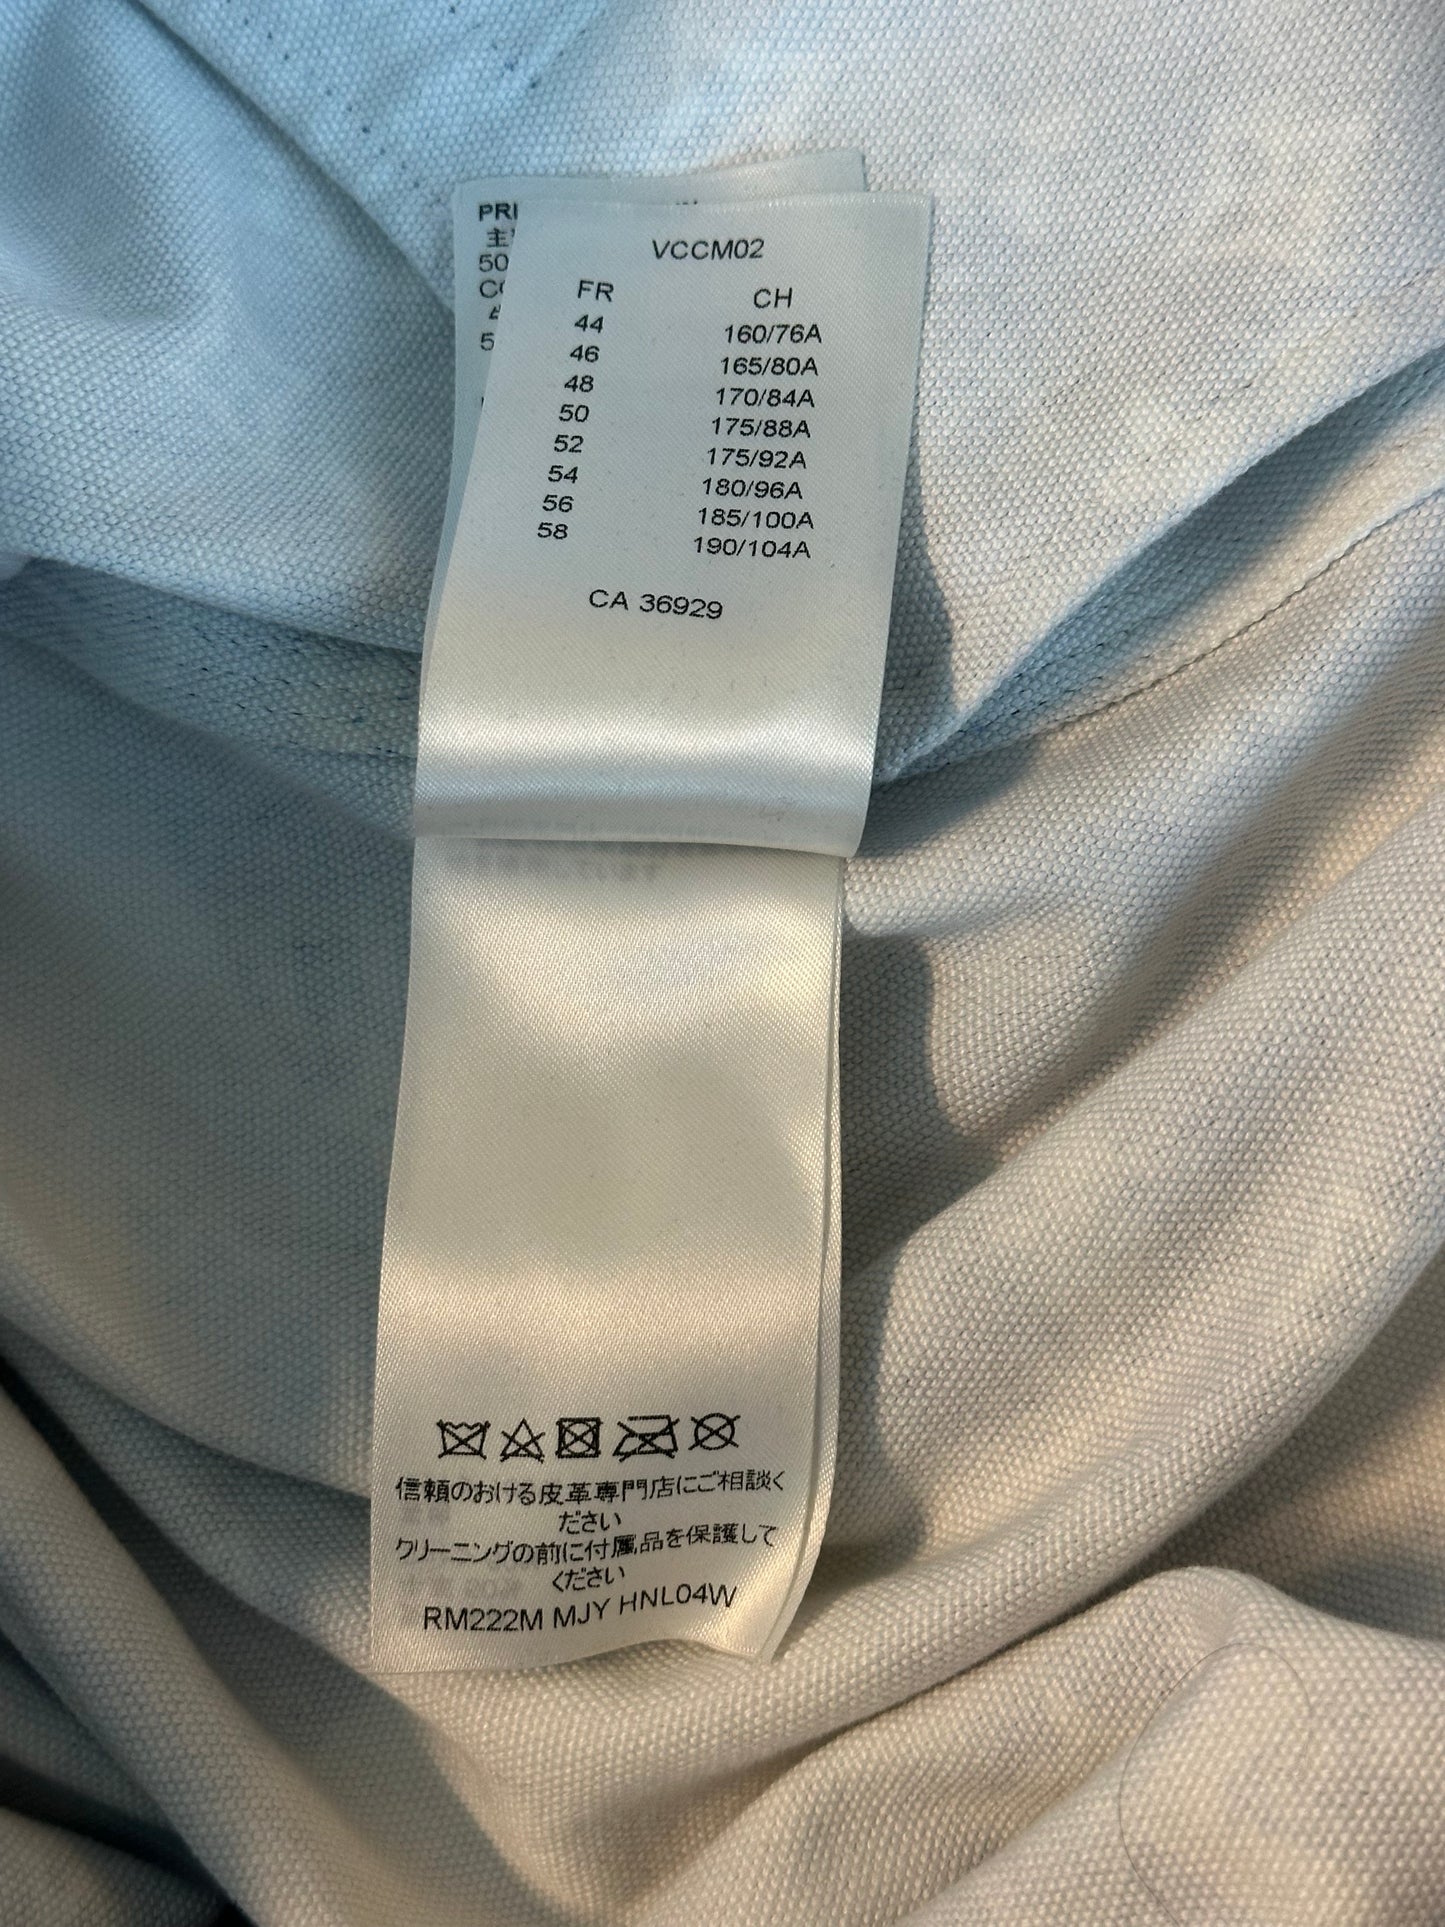 VCCM02
FR CH
44 160/76A
46 165/80A
48 170/84A
50 175/88A
52 175/92A
54 180/96A
56 185/100A
58 190/104A
CA 36929
信頼のおける皮革専門店にご相談く
ださい
クリーニングの前に付属品を保護して
ください
RM222M MJY HNL04W